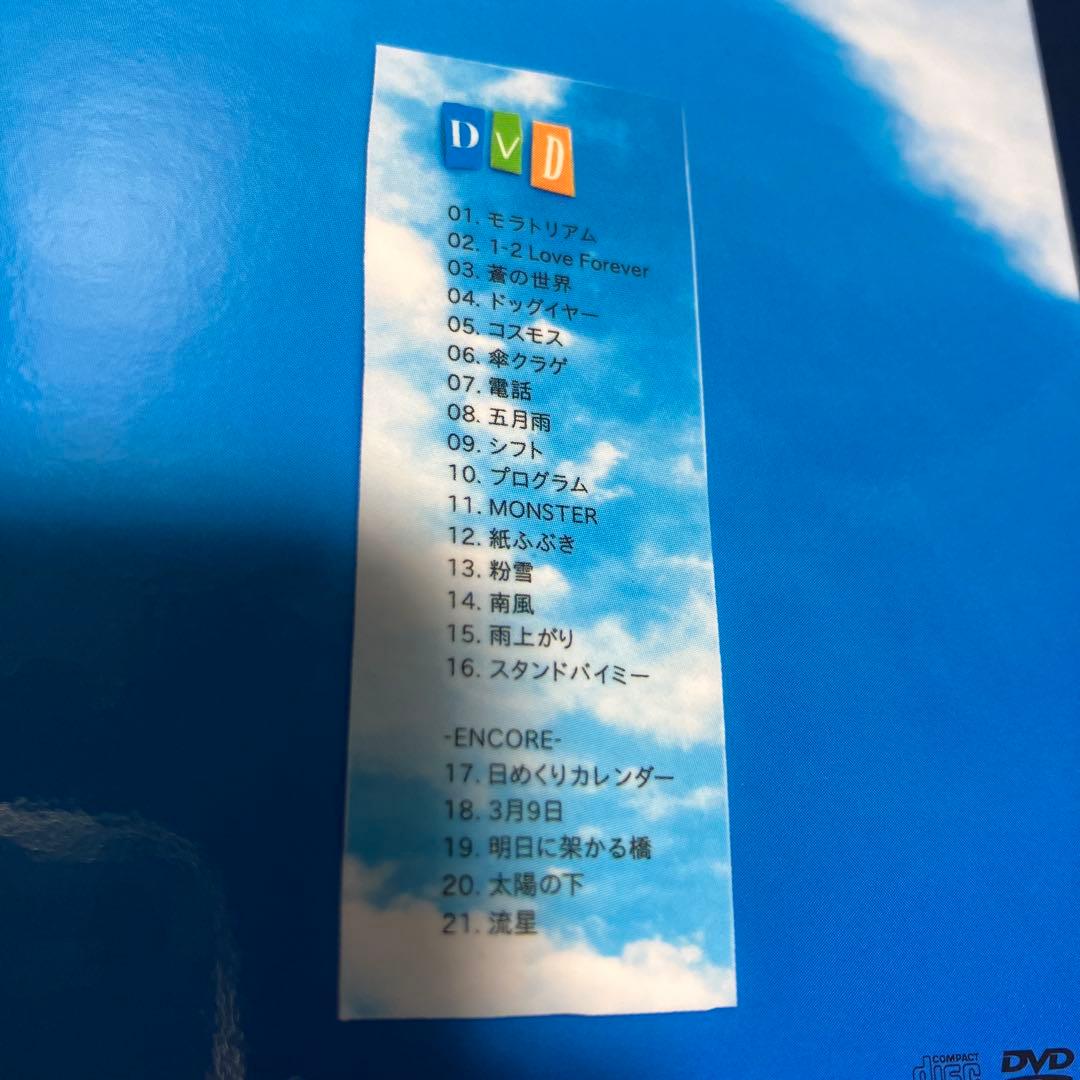 DVD
01. モラトリアム
02. 1-2 Love Forever
03. 蒼の世界
04. ドッグイヤー
05. コスモス
06. 傘クラゲ
07. 電話
08. 五月雨
09. シフト
10. プログラム
11. MONSTER
12. 紙ふぶき
13. 粉雪
14. 南風
15. 雨上がり
16. スタンドバイミー
-ENCORE-
17. 日めくりカレンダー
18. 3月9日
19. 明日に架かる橋
20. 太陽の下
21. 流星
COMPACT
disc
DVD